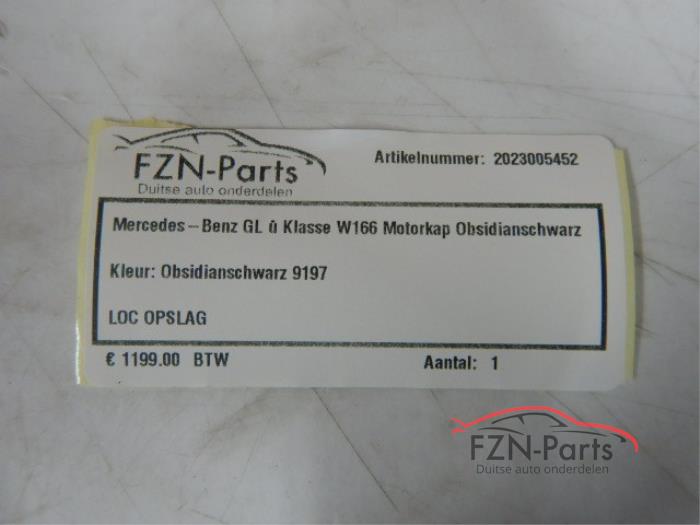 FZN-Parts
Duitse auto onderdelen
Artikelnummer: 2023005452
Mercedes – Benz GL û Klasse W166 Motorkap Obsidianschwarz
Kleur: Obsidianschwarz 9197
LOC OPSLAG
€ 1199.00 BTW
Aantal: 1
FZN-Parts
Duitse auto onderdelen